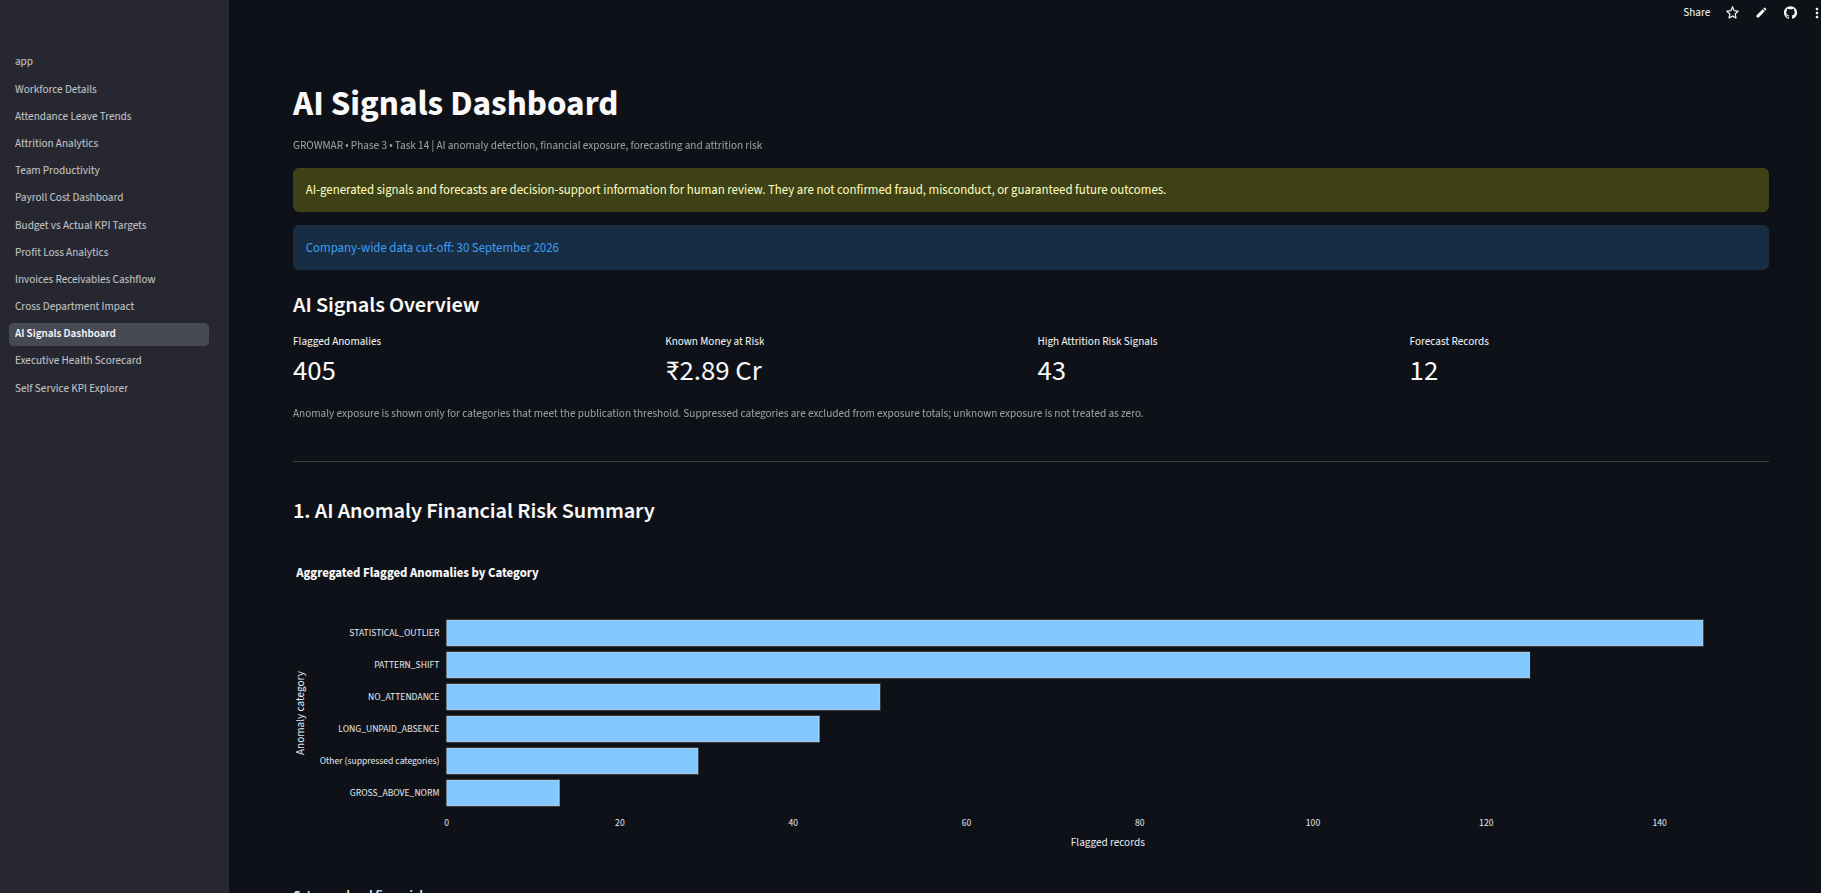 Share
app
Workforce Details
Attendance Leave Trends
Attrition Analytics
Team Productivity
Payroll Cost Dashboard
Budget vs Actual KPI Targets
Profit Loss Analytics
Invoices Receivables Cashflow
Cross Department Impact
AI Signals Dashboard
Executive Health Scorecard
Self Service KPI Explorer
AI Signals Dashboard
GROWMAR • Phase 3 • Task 14 | AI anomaly detection, financial exposure, forecasting and attrition risk
AI-generated signals and forecasts are decision-support information for human review. They are not confirmed fraud, misconduct, or guaranteed future outcomes.
Company-wide data cut-off: 30 September 2026
AI Signals Overview
Flagged Anomalies
405
Known Money at Risk
₹2.89 Cr
High Attrition Risk Signals
43
Forecast Records
12
Anomaly exposure is shown only for categories that meet the publication threshold. Suppressed categories are excluded from exposure totals; unknown exposure is not treated as zero.
1. AI Anomaly Financial Risk Summary
Aggregated Flagged Anomalies by Category
Anomaly category
STATISTICAL_OUTLIER
PATTERN_SHIFT
NO_ATTENDANCE
LONG_UNPAID_ABSENCE
Other (suppressed categories)
GROSS_ABOVE_NORM
0 20 40 60 80 100 120 140
Flagged records